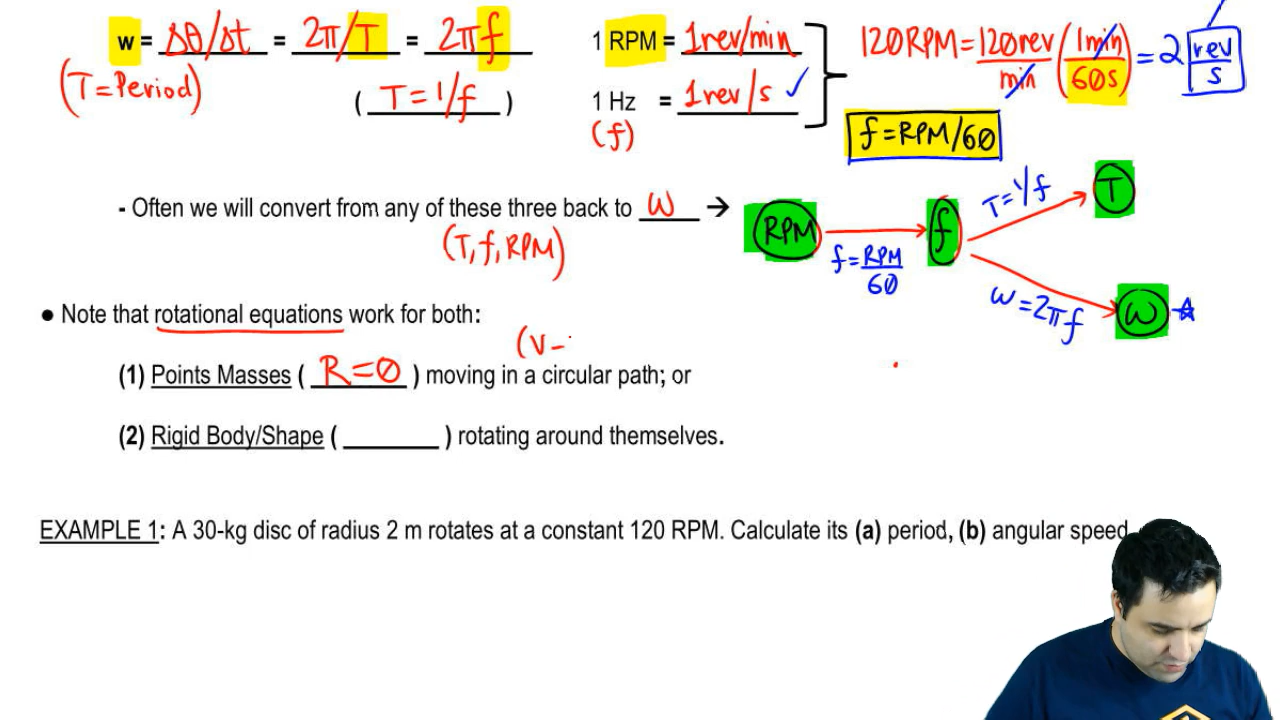 w = Δθ/Δt = 2π/T = 2πf
1 RPM = 1rev/min
120RPM = 120rev/min (1min/60s) = 2 rev/s
(T=Period)
( T=1/f )
1 Hz = 1rev/s ✓
(f)
f=RPM/60
- Often we will convert from any of these three back to ω →
(T,f,RPM)
RPM
f=RPM/60
f
T=1/f
T
ω=2πf
ω
● Note that rotational equations work for both:
(V-
(1) Points Masses ( R=0 ) moving in a circular path; or
(2) Rigid Body/Shape ( _______ ) rotating around themselves.
EXAMPLE 1: A 30-kg disc of radius 2 m rotates at a constant 120 RPM. Calculate its (a) period, (b) angular speed